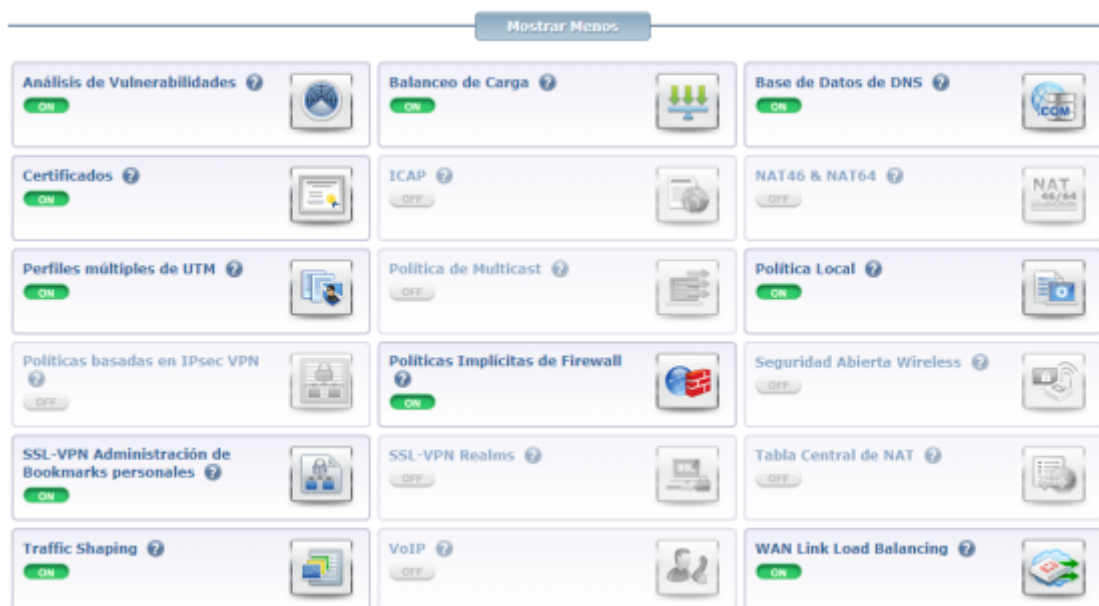 Mostrar Menos
Análisis de Vulnerabilidades ?
ON
Balanceo de Carga ?
ON
Base de Datos de DNS ?
ON
.COM
Certificados ?
ON
ICAP ?
OFF
NAT46 & NAT64 ?
OFF
NAT
46/64
Perfiles múltiples de UTM ?
ON
Política de Multicast ?
OFF
Política Local ?
ON
Políticas basadas en IPsec VPN
?
OFF
Políticas Implícitas de Firewall
?
ON
Seguridad Abierta Wireless ?
OFF
SSL-VPN Administración de
Bookmarks personales ?
ON
SSL-VPN Realms ?
OFF
SSL
Tabla Central de NAT ?
OFF
Traffic Shaping ?
ON
VoIP ?
OFF
WAN Link Load Balancing ?
ON